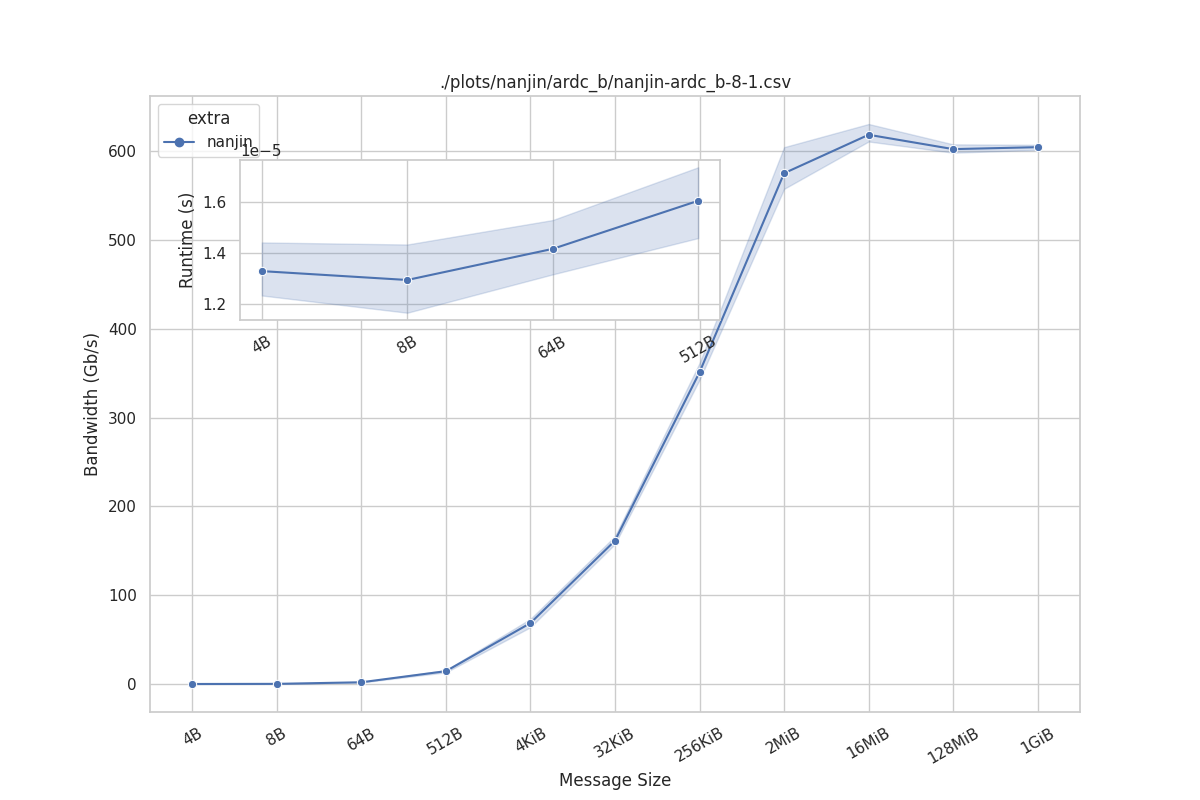 ./plots/nanjin/ardc_b/nanjin-ardc_b-8-1.csv
extra
nanjin
1e−5
Runtime (s)
1.6
1.4
1.2
4B 8B 64B 512B
Bandwidth (Gb/s)
600
500
400
300
200
100
0
4B 8B 64B 512B 4KiB 32KiB 256KiB 2MiB 16MiB 128MiB 1GiB
Message Size